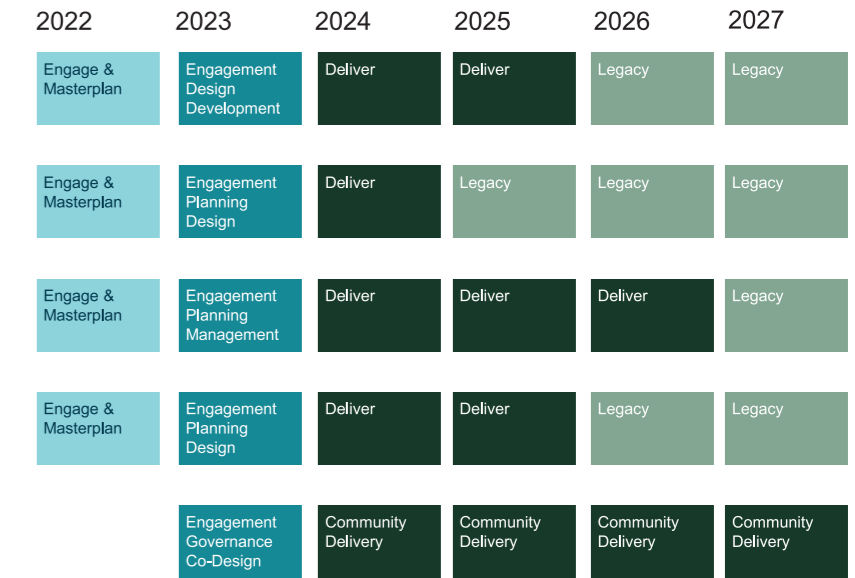 2022 2023 2024 2025 2026 2027
Engage &
Masterplan
Engagement
Design
Development
Deliver
Deliver
Legacy
Legacy
Engage &
Masterplan
Engagement
Planning
Design
Deliver
Legacy
Legacy
Legacy
Engage &
Masterplan
Engagement
Planning
Management
Deliver
Deliver
Deliver
Legacy
Engage &
Masterplan
Engagement
Planning
Design
Deliver
Deliver
Legacy
Legacy
Engagement
Governance
Co-Design
Community
Delivery
Community
Delivery
Community
Delivery
Community
Delivery